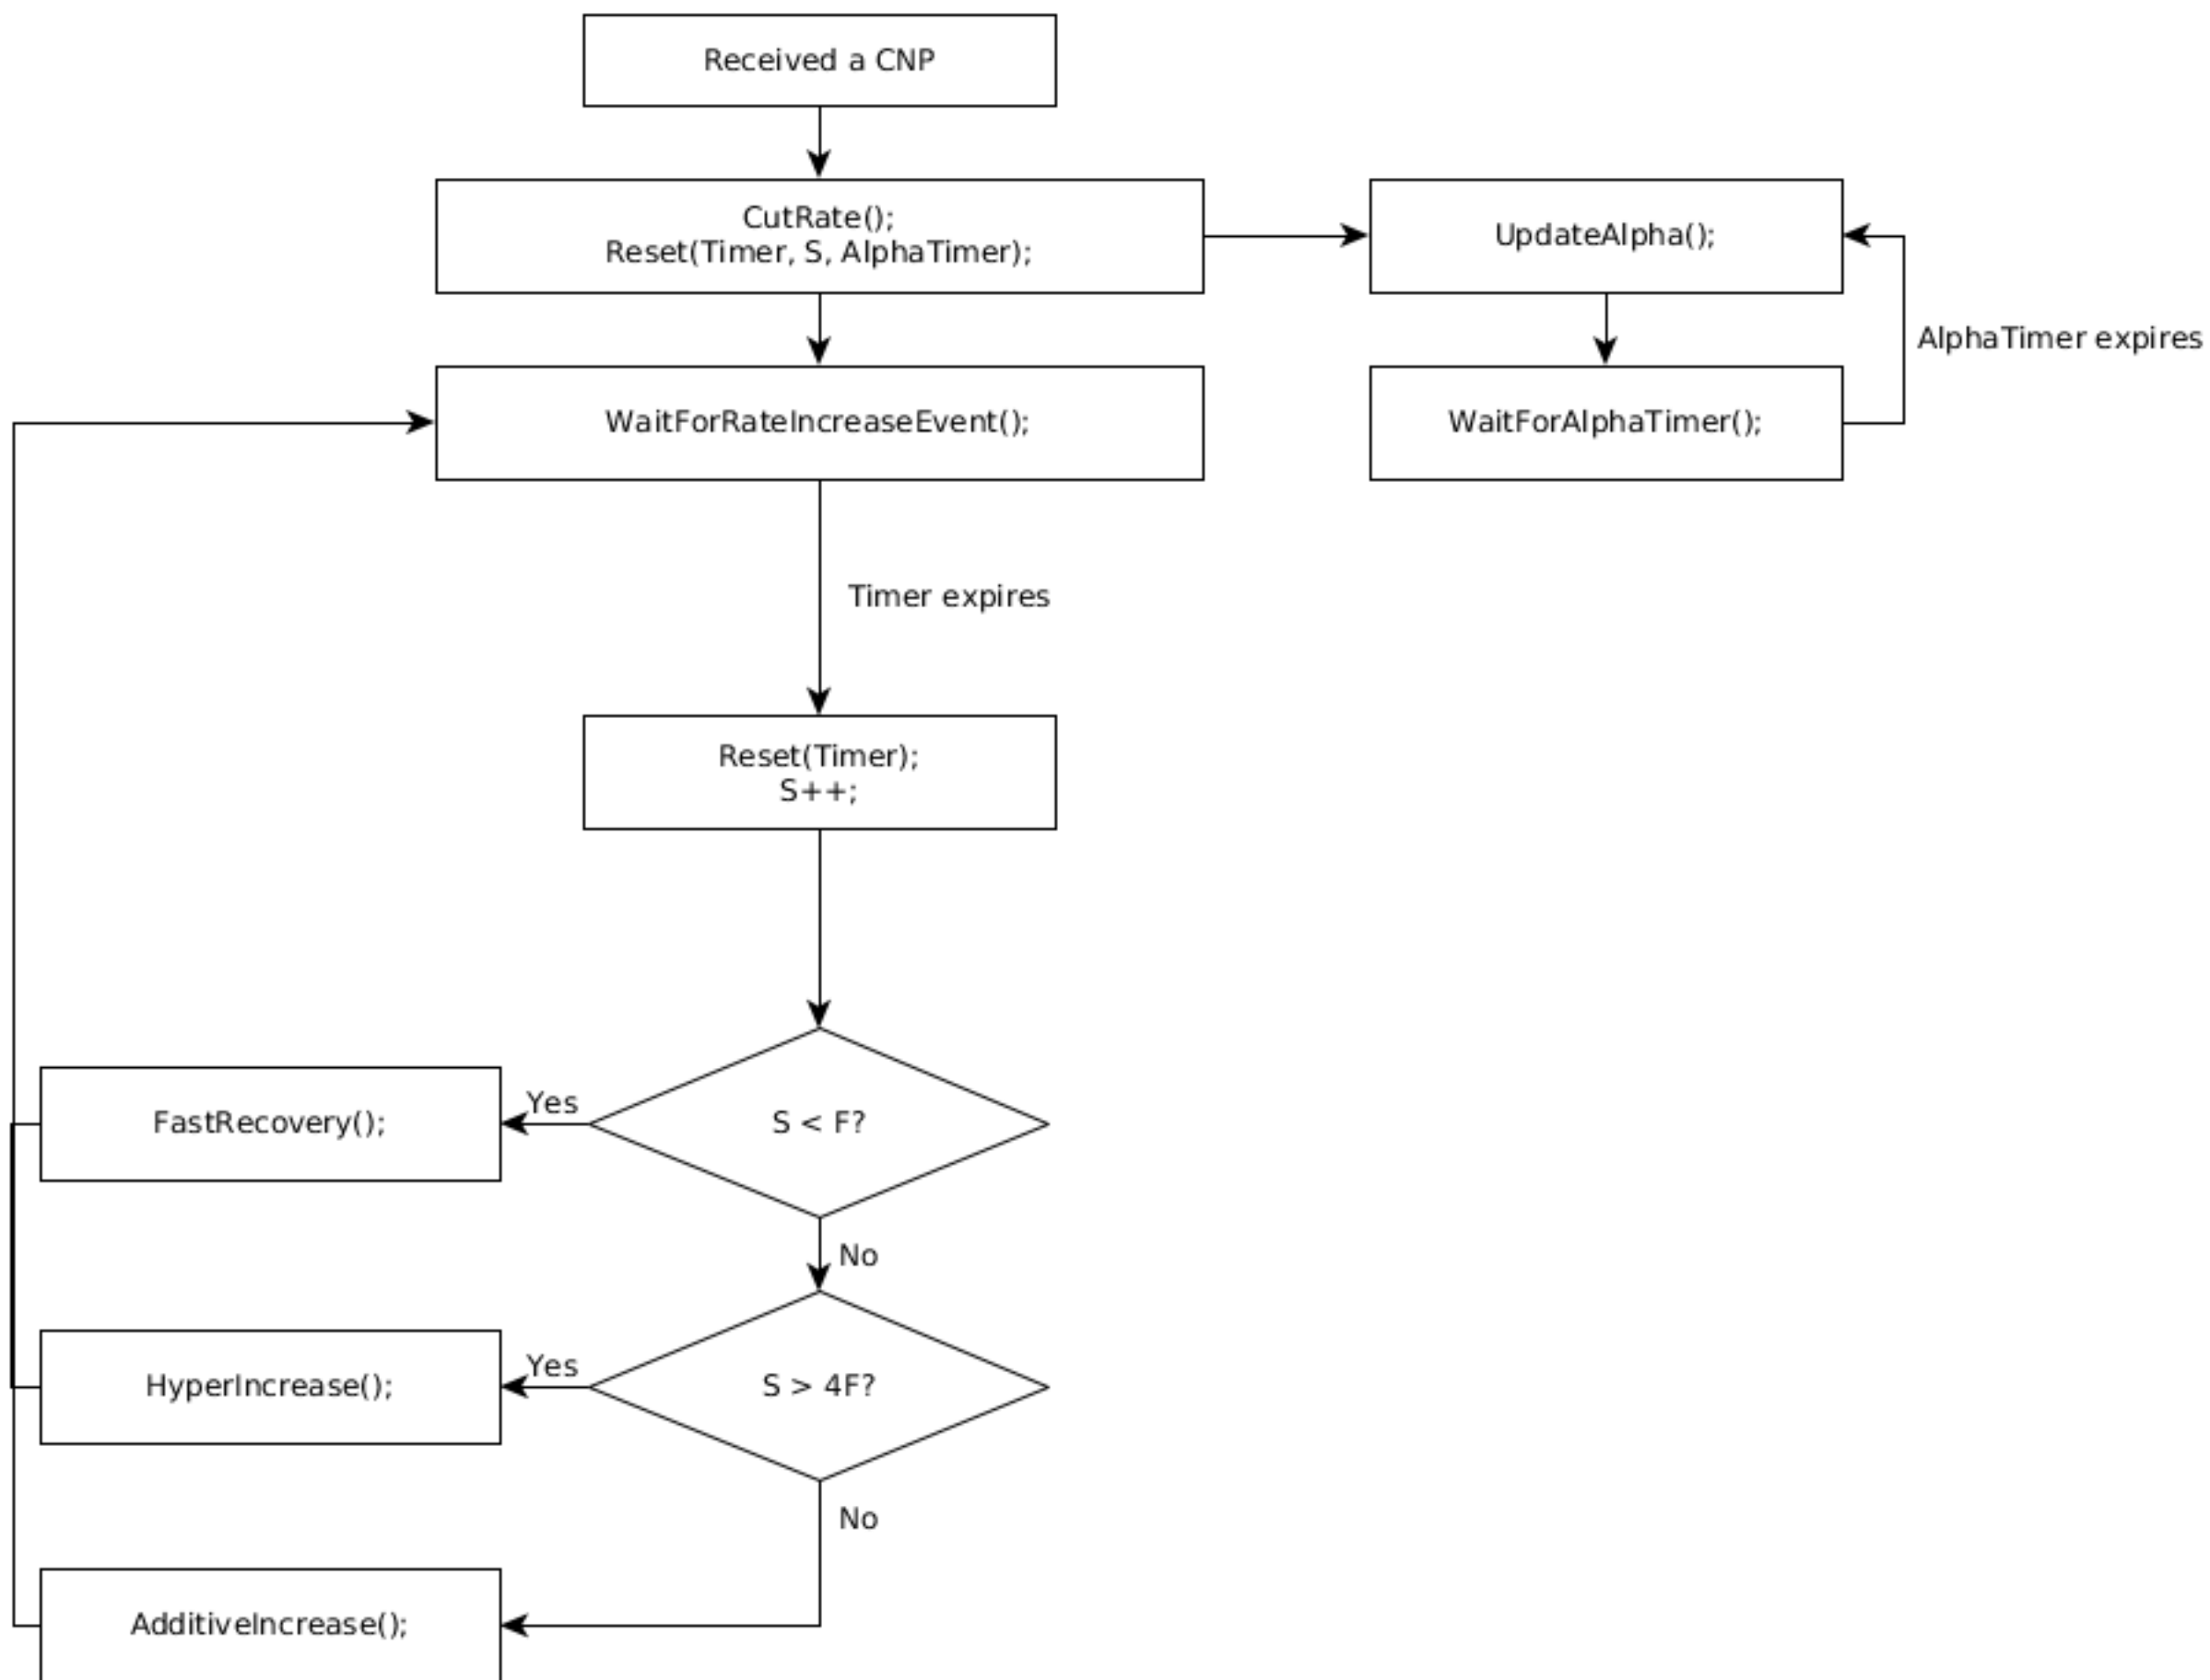 Received a CNP
CutRate();
Reset(Timer, S, AlphaTimer);
UpdateAlpha();
AlphaTimer expires
WaitForRateIncreaseEvent();
WaitForAlphaTimer();
Timer expires
Reset(Timer);
S++;
FastRecovery();
Yes
S < F?
No
HyperIncrease();
Yes
S > 4F?
No
AdditiveIncrease();